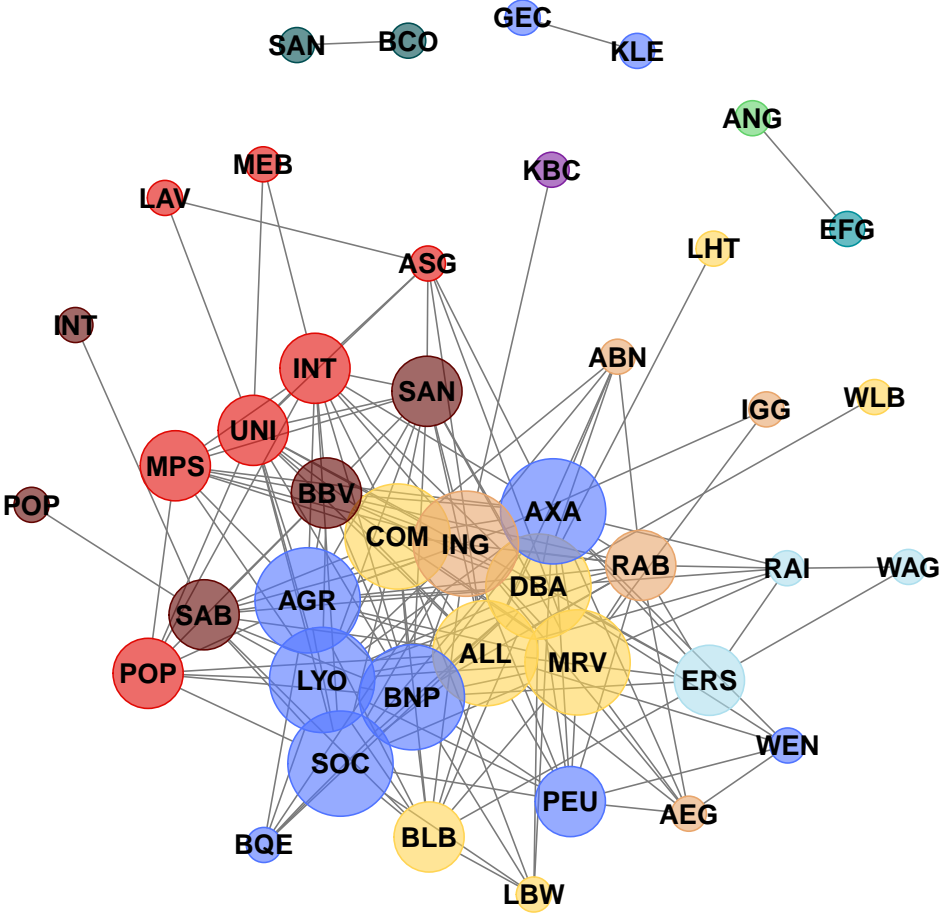 GEC
SAN
BCO
KLE
ANG
MEB
KBC
LAV
EFG
LHT
ASG
INT
ABN
INT
SAN
WLB
IGG
UNI
MPS
BBV
POP
AXA
COM
ING
RAB
RAI
WAG
DBA
AGR
SAB
ALL
MRV
POP
LYO
ERS
BNP
WEN
SOC
PEU
AEG
BLB
BQE
LBW